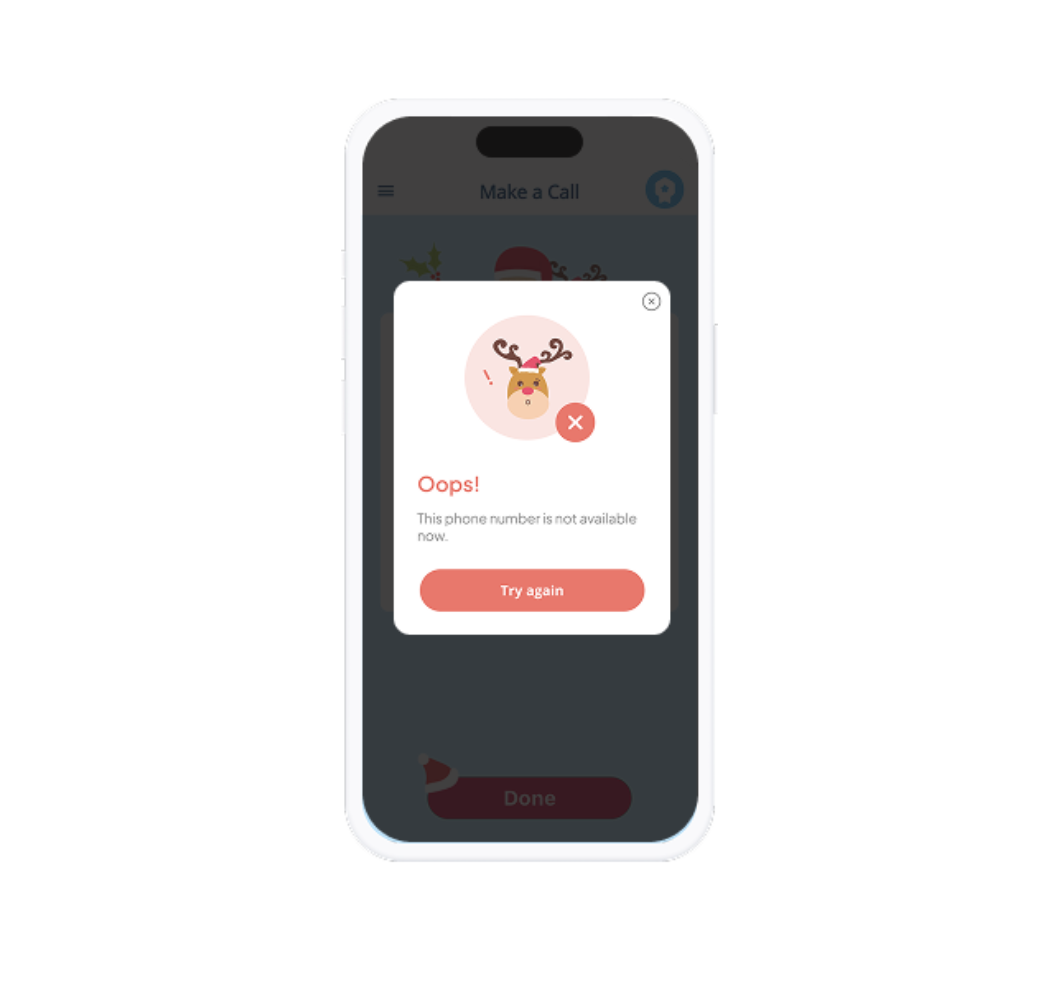 Make a Call
Oops!
This phone number is not available
now.
Try again
Done